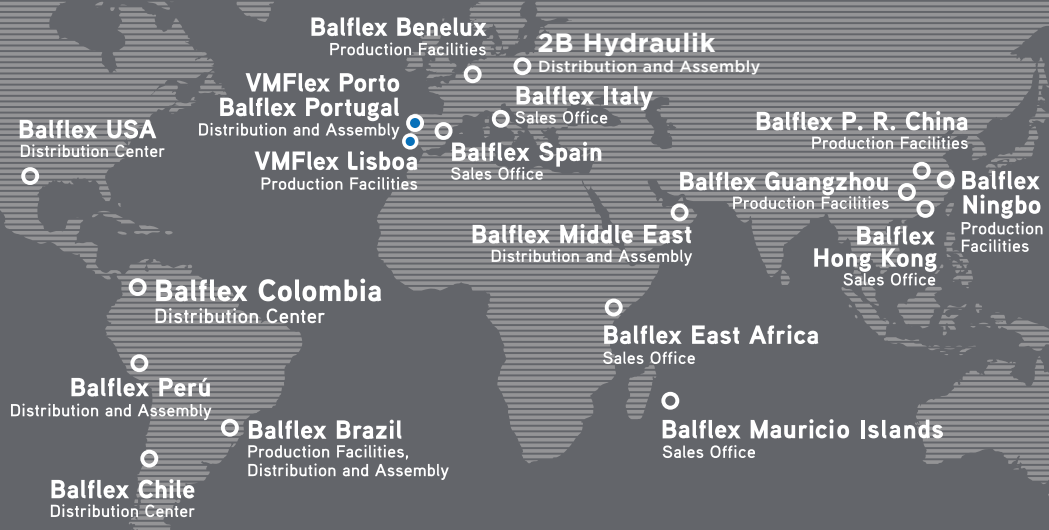 Balflex Benelux
Production Facilities
2B Hydraulik
Distribution and Assembly
VMFlex Porto
Balflex Portugal
Distribution and Assembly
VMFlex Lisboa
Production Facilities
Balflex Italy
Sales Office
Balflex Spain
Sales Office
Balflex USA
Distribution Center
Balflex P. R. China
Production Facilities
Balflex Guangzhou
Production Facilities
Balflex
Ningbo
Production
Facilities
Balflex
Hong Kong
Sales Office
Balflex Middle East
Distribution and Assembly
Balflex Colombia
Distribution Center
Balflex East Africa
Sales Office
Balflex Perú
Distribution and Assembly
Balflex Brazil
Production Facilities,
Distribution and Assembly
Balflex Mauricio Islands
Sales Office
Balflex Chile
Distribution Center